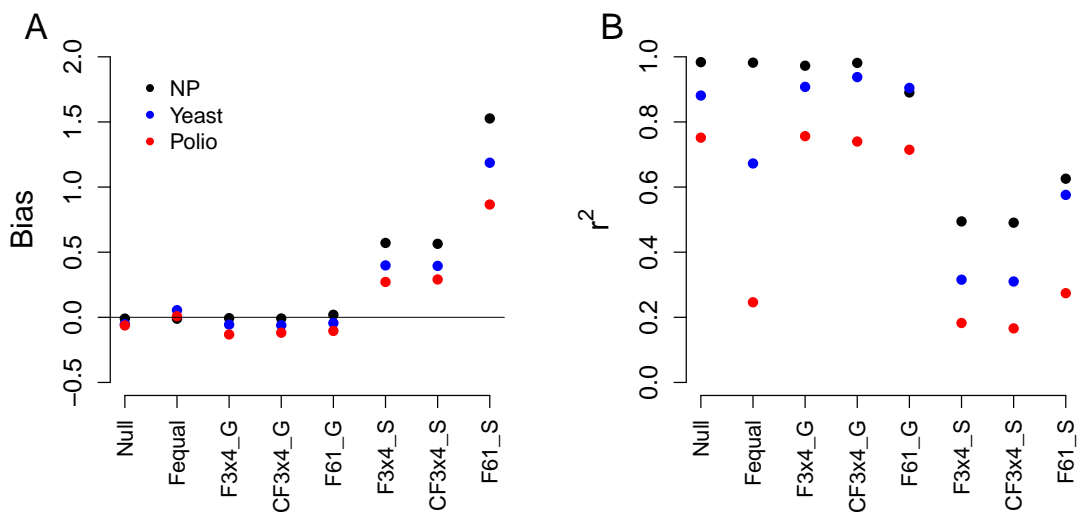 A
Bias
2.0
1.5
1.0
0.5
0.0
−0.5
NP
Yeast
Polio
Null
Fequal
F3x4_G
CF3x4_G
F61_G
F3x4_S
CF3x4_S
F61_S
B
r²
1.0
0.8
0.6
0.4
0.2
0.0
Null
Fequal
F3x4_G
CF3x4_G
F61_G
F3x4_S
CF3x4_S
F61_S